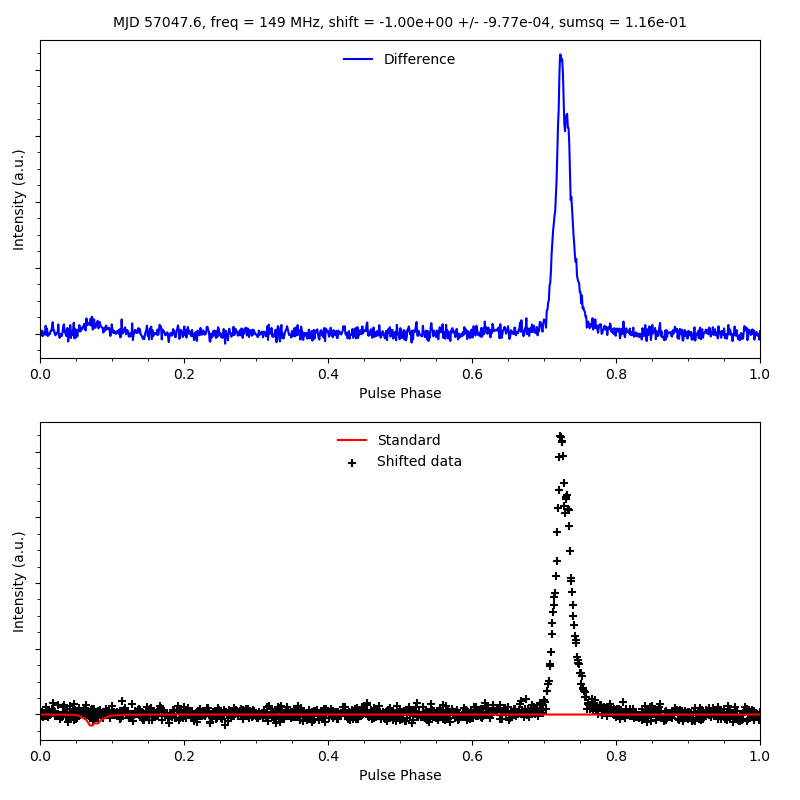 MJD 57047.6, freq = 149 MHz, shift = -1.00e+00 +/- -9.77e-04, sumsq = 1.16e-01
Difference
Intensity (a.u.)
0.0 0.2 0.4 0.6 0.8 1.0
Pulse Phase
Standard
Shifted data
Intensity (a.u.)
0.0 0.2 0.4 0.6 0.8 1.0
Pulse Phase